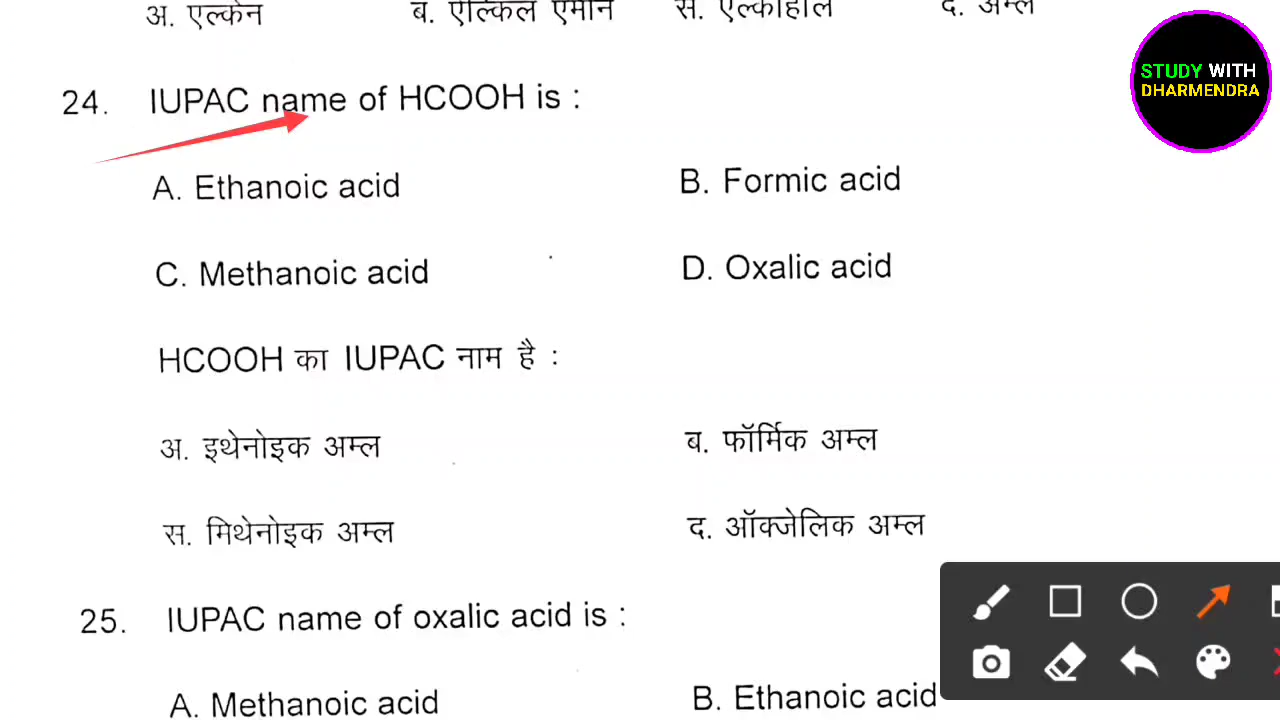 अ. एल्केन ब. एल्किल एमीन स. एल्कोहॉल द. अम्ल
STUDY WITH
DHARMENDRA
24. IUPAC name of HCOOH is :
A. Ethanoic acid B. Formic acid
C. Methanoic acid D. Oxalic acid
HCOOH का IUPAC नाम है :
अ. इथेनोइक अम्ल ब. फॉर्मिक अम्ल
स. मिथेनोइक अम्ल द. ऑक्जेलिक अम्ल
25. IUPAC name of oxalic acid is :
A. Methanoic acid B. Ethanoic acid